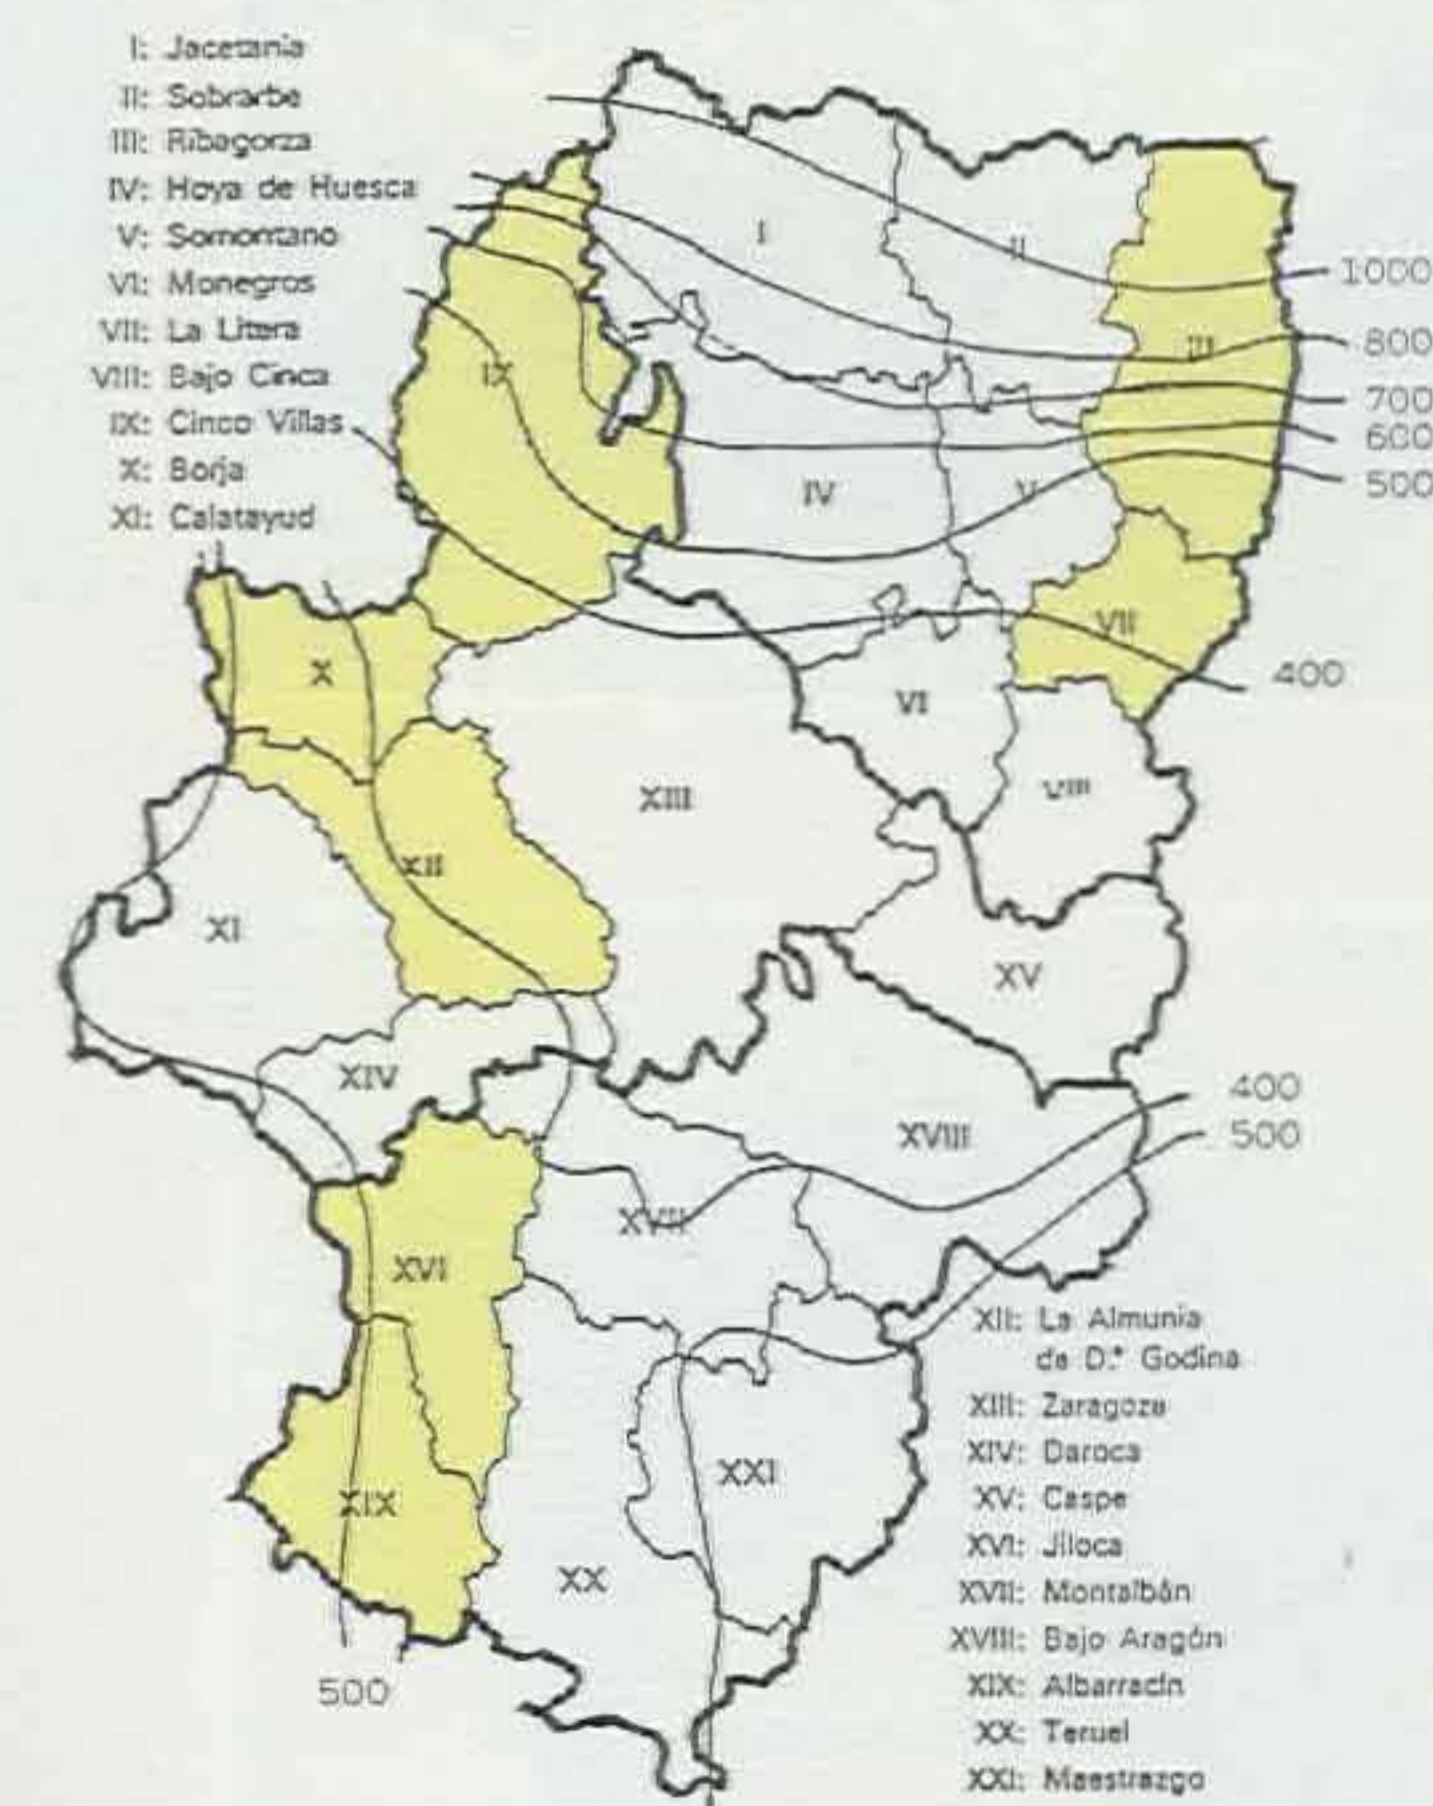 I: Jacetania
II: Sobrarbe
III: Ribagorza
IV: Hoya de Huesca
V: Somontano
VI: Monegros
VII: La Litera
VIII: Bajo Cinca
IX: Cinco Villas
X: Borja
XI: Calatayud
I
II
1000
III
800
IX
700
600
500
IV
V
VII
X
400
VI
VIII
XIII
XII
XI
XV
XIV
400
XVIII
500
XVII
XVI
XXI
XIX
XX
500
XII: La Almunia
de D.ª Godina
XIII: Zaragoza
XIV: Daroca
XV: Caspe
XVI: Jiloca
XVII: Montalbán
XVIII: Bajo Aragón
XIX: Albarracín
XX: Teruel
XXI: Maestrazgo